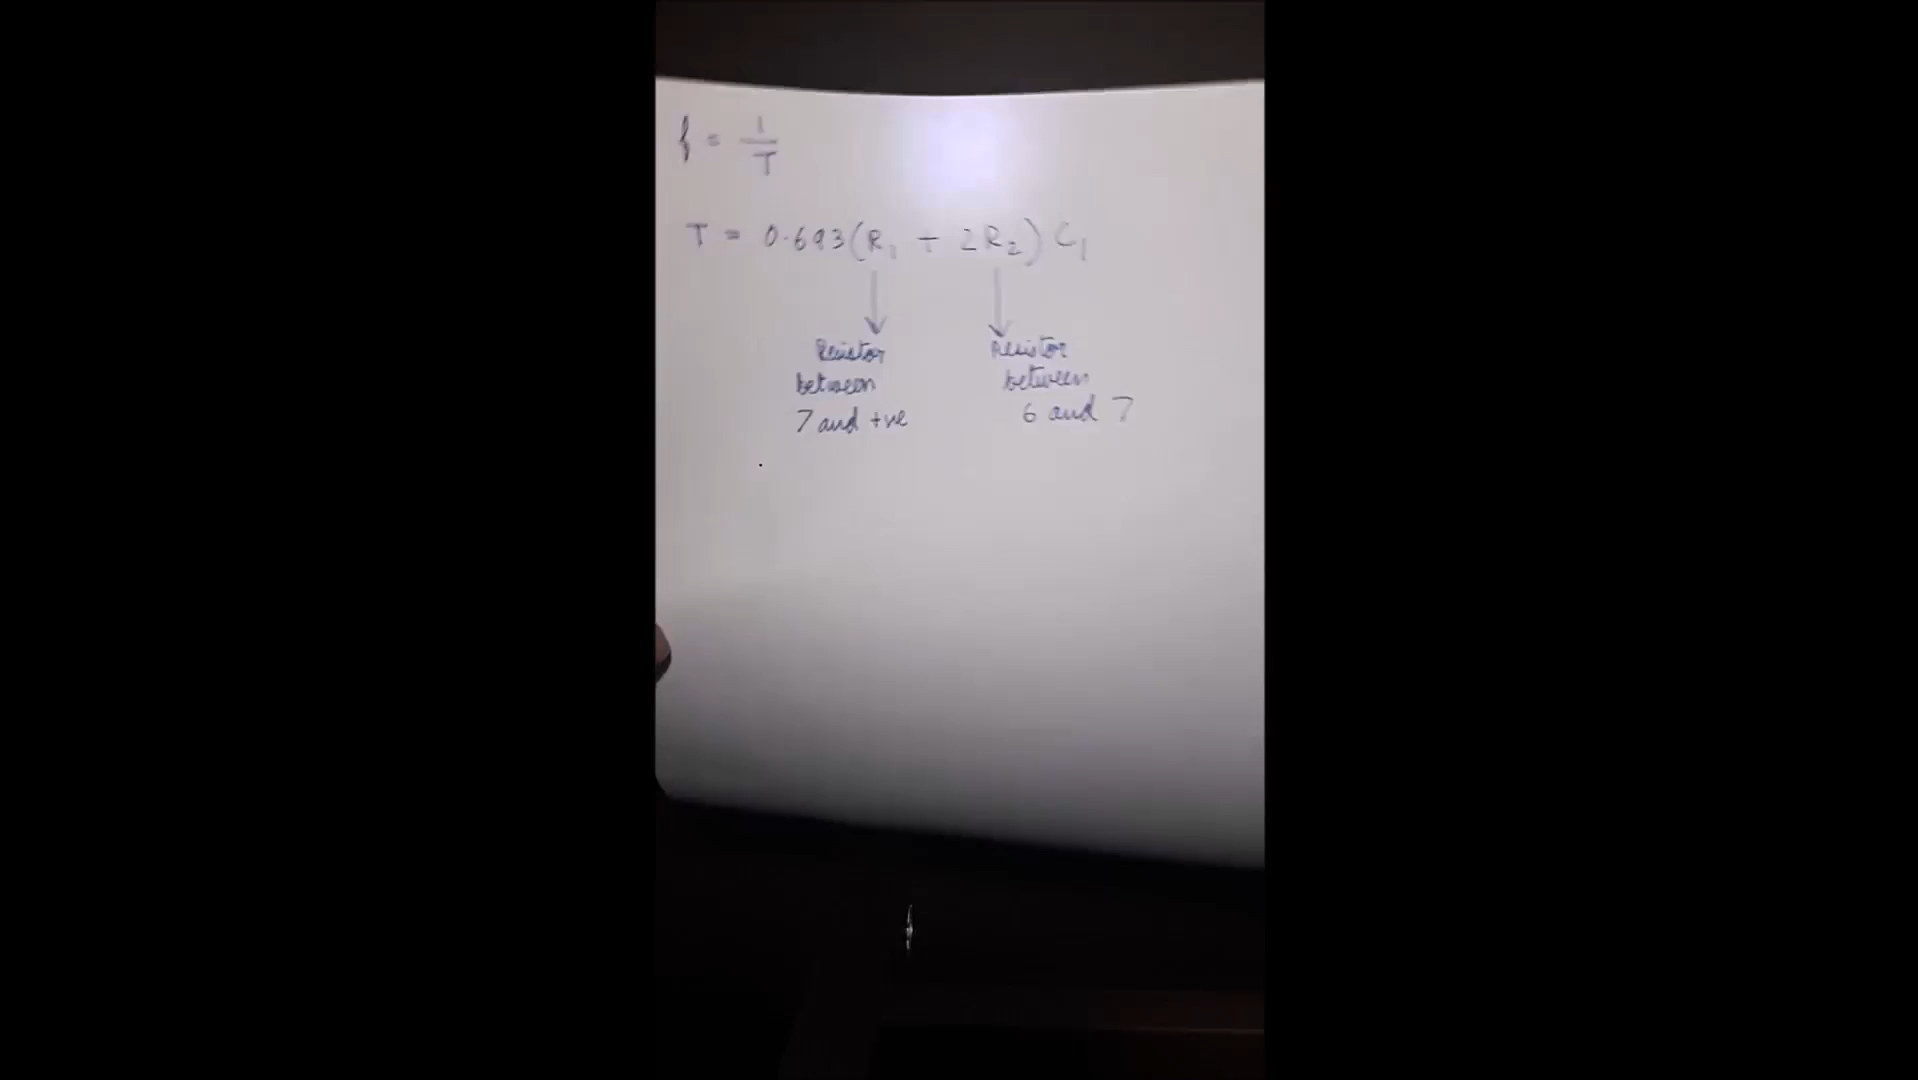 f = 1/T
T = 0.693(R₁ + 2R₂) C₁
Resistor between 7 and +ve
Resistor between 6 and 7